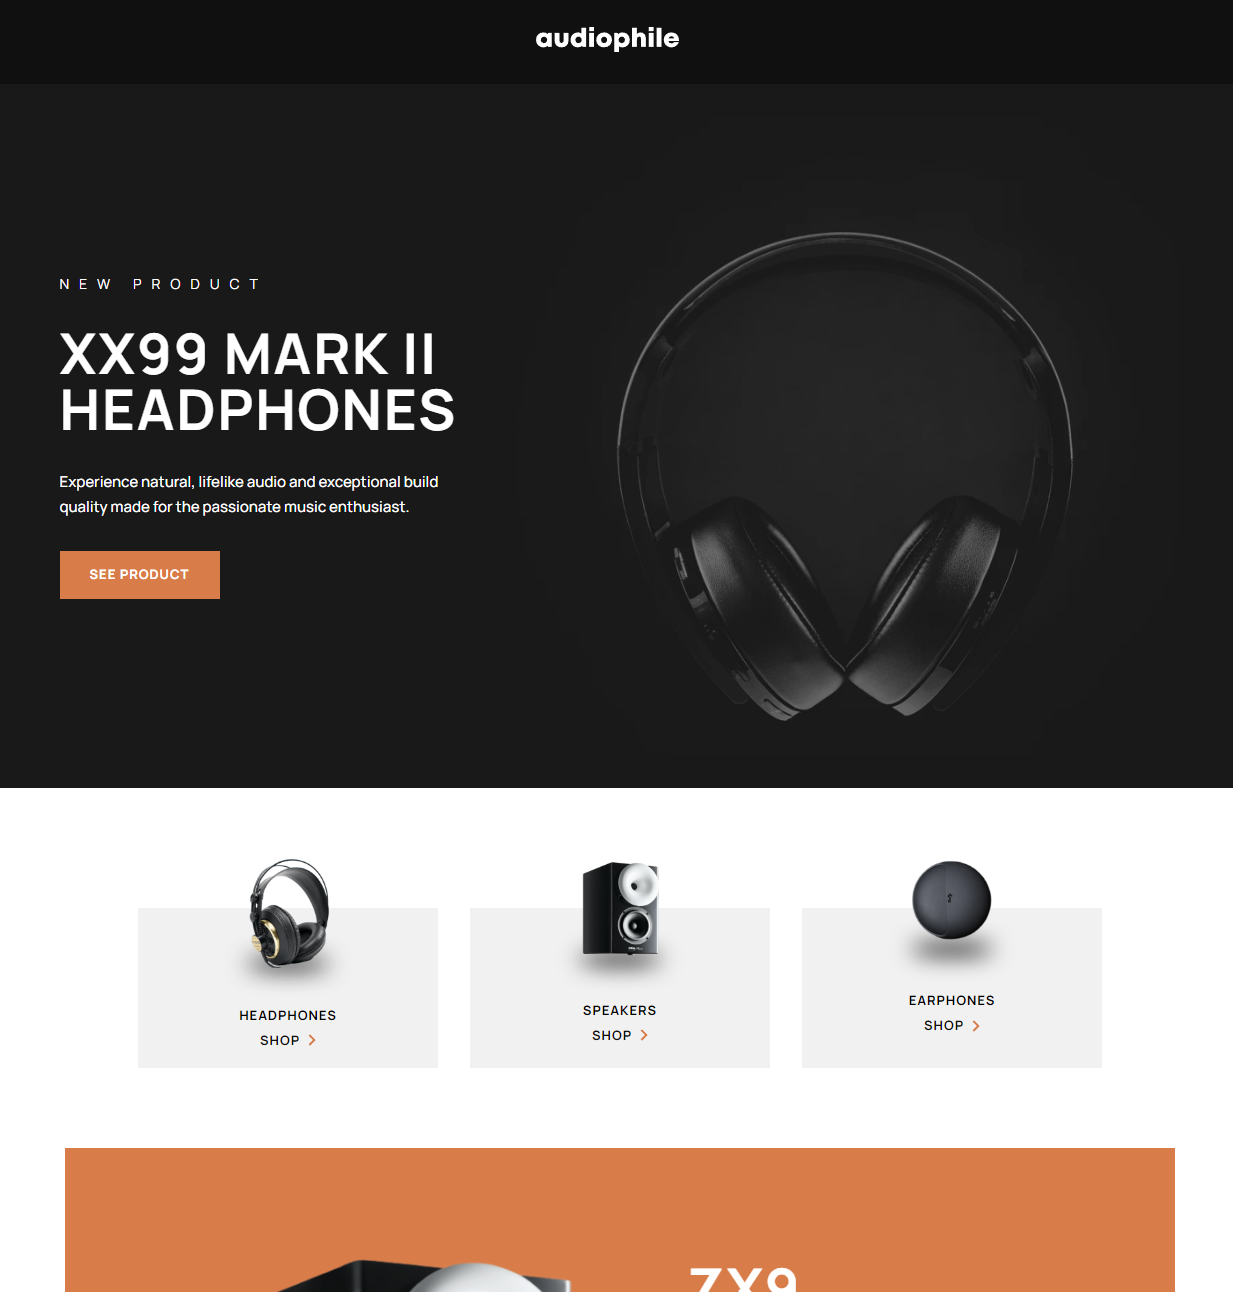 audiophile
NEW PRODUCT
XX99 MARK II
HEADPHONES
Experience natural, lifelike audio and exceptional build
quality made for the passionate music enthusiast.
SEE PRODUCT
HEADPHONES
SHOP
SPEAKERS
SHOP
EARPHONES
SHOP
ZX9